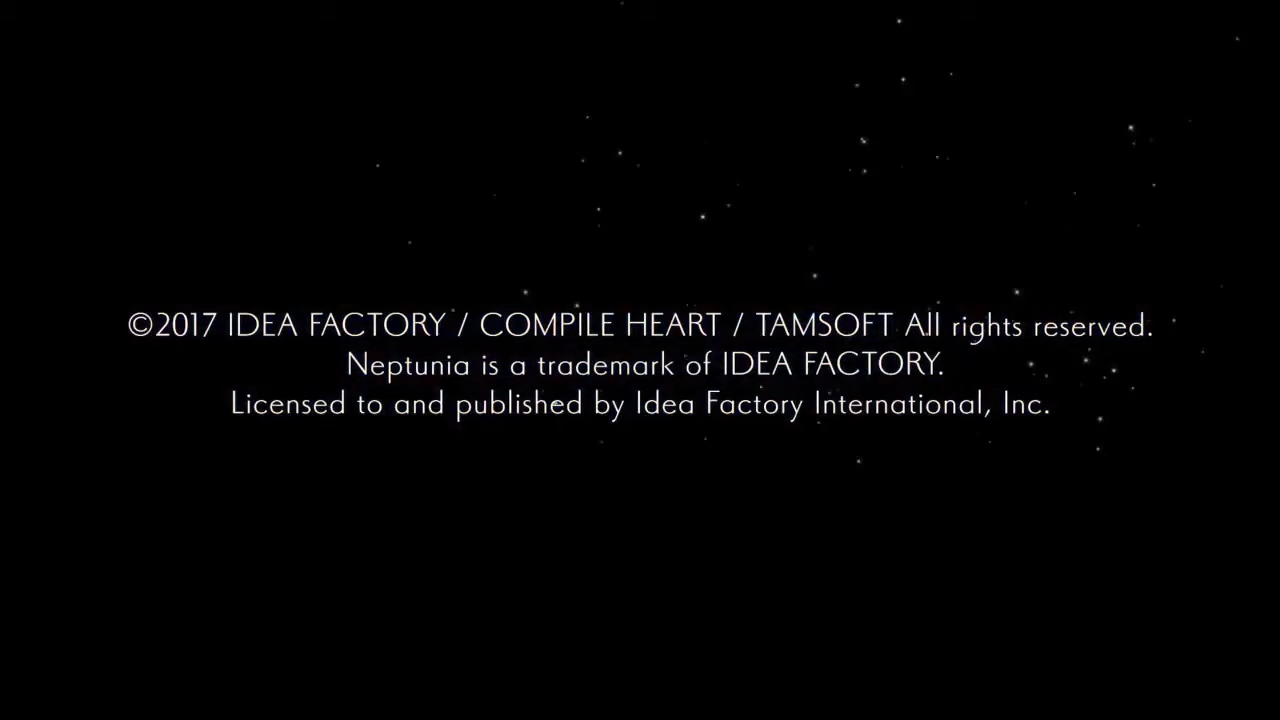 ©2017 IDEA FACTORY / COMPILE HEART / TAMSOFT All rights reserved.
Neptunia is a trademark of IDEA FACTORY.
Licensed to and published by Idea Factory International, Inc.